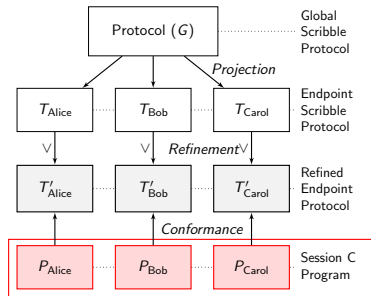 Protocol (G)
Global
Scribble
Protocol
Projection
T_Alice
T_Bob
T_Carol
Endpoint
Scribble
Protocol
∨
Refinement
∨
∨
T'_Alice
T'_Bob
T'_Carol
Refined
Endpoint
Protocol
Conformance
P_Alice
P_Bob
P_Carol
Session C
Program